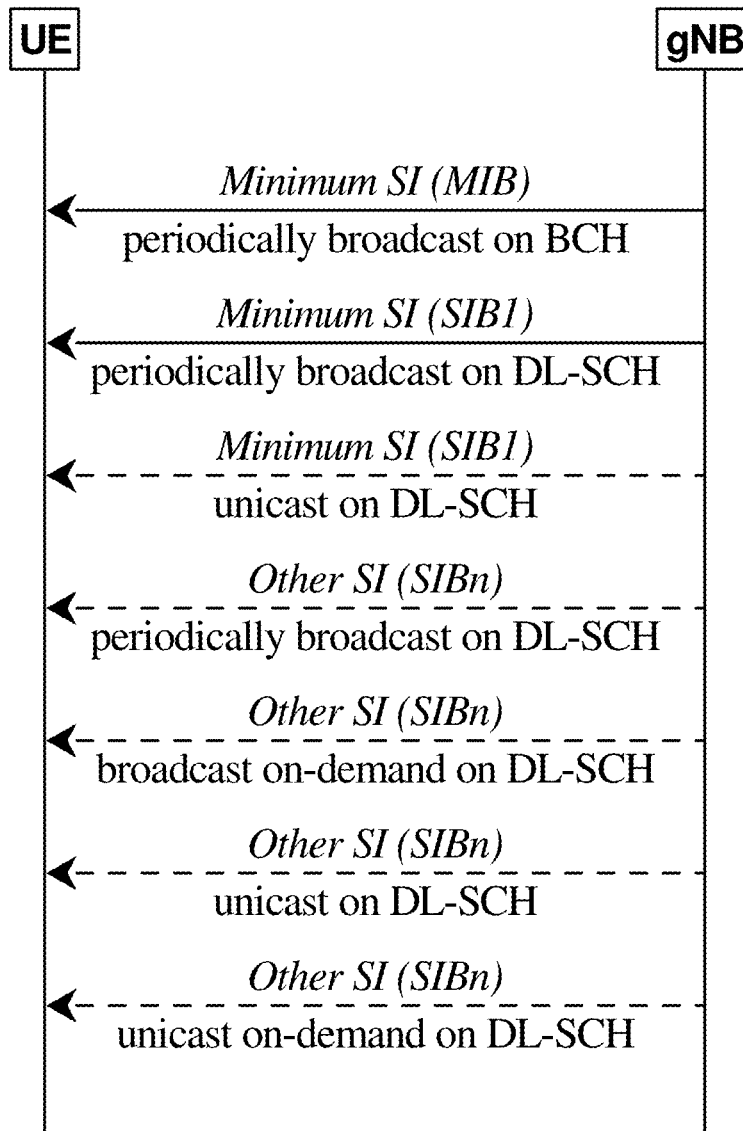 UE gNB
Minimum SI (MIB)
periodically broadcast on BCH
Minimum SI (SIB1)
periodically broadcast on DL-SCH
Minimum SI (SIB1)
unicast on DL-SCH
Other SI (SIBn)
periodically broadcast on DL-SCH
Other SI (SIBn)
broadcast on-demand on DL-SCH
Other SI (SIBn)
unicast on DL-SCH
Other SI (SIBn)
unicast on-demand on DL-SCH